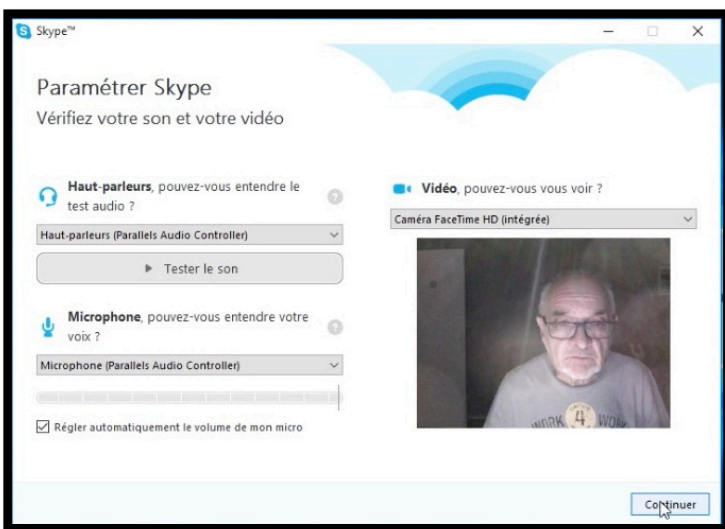 Skype™
Paramétrer Skype
Vérifiez votre son et votre vidéo
Haut-parleurs, pouvez-vous entendre le
test audio ?
Haut-parleurs (Parallels Audio Controller)
Tester le son
Microphone, pouvez-vous entendre votre
voix ?
Microphone (Parallels Audio Controller)
Régler automatiquement le volume de mon micro
Vidéo, pouvez-vous vous voir ?
Caméra FaceTime HD (intégrée)
WORK 4 WORK
Continuer